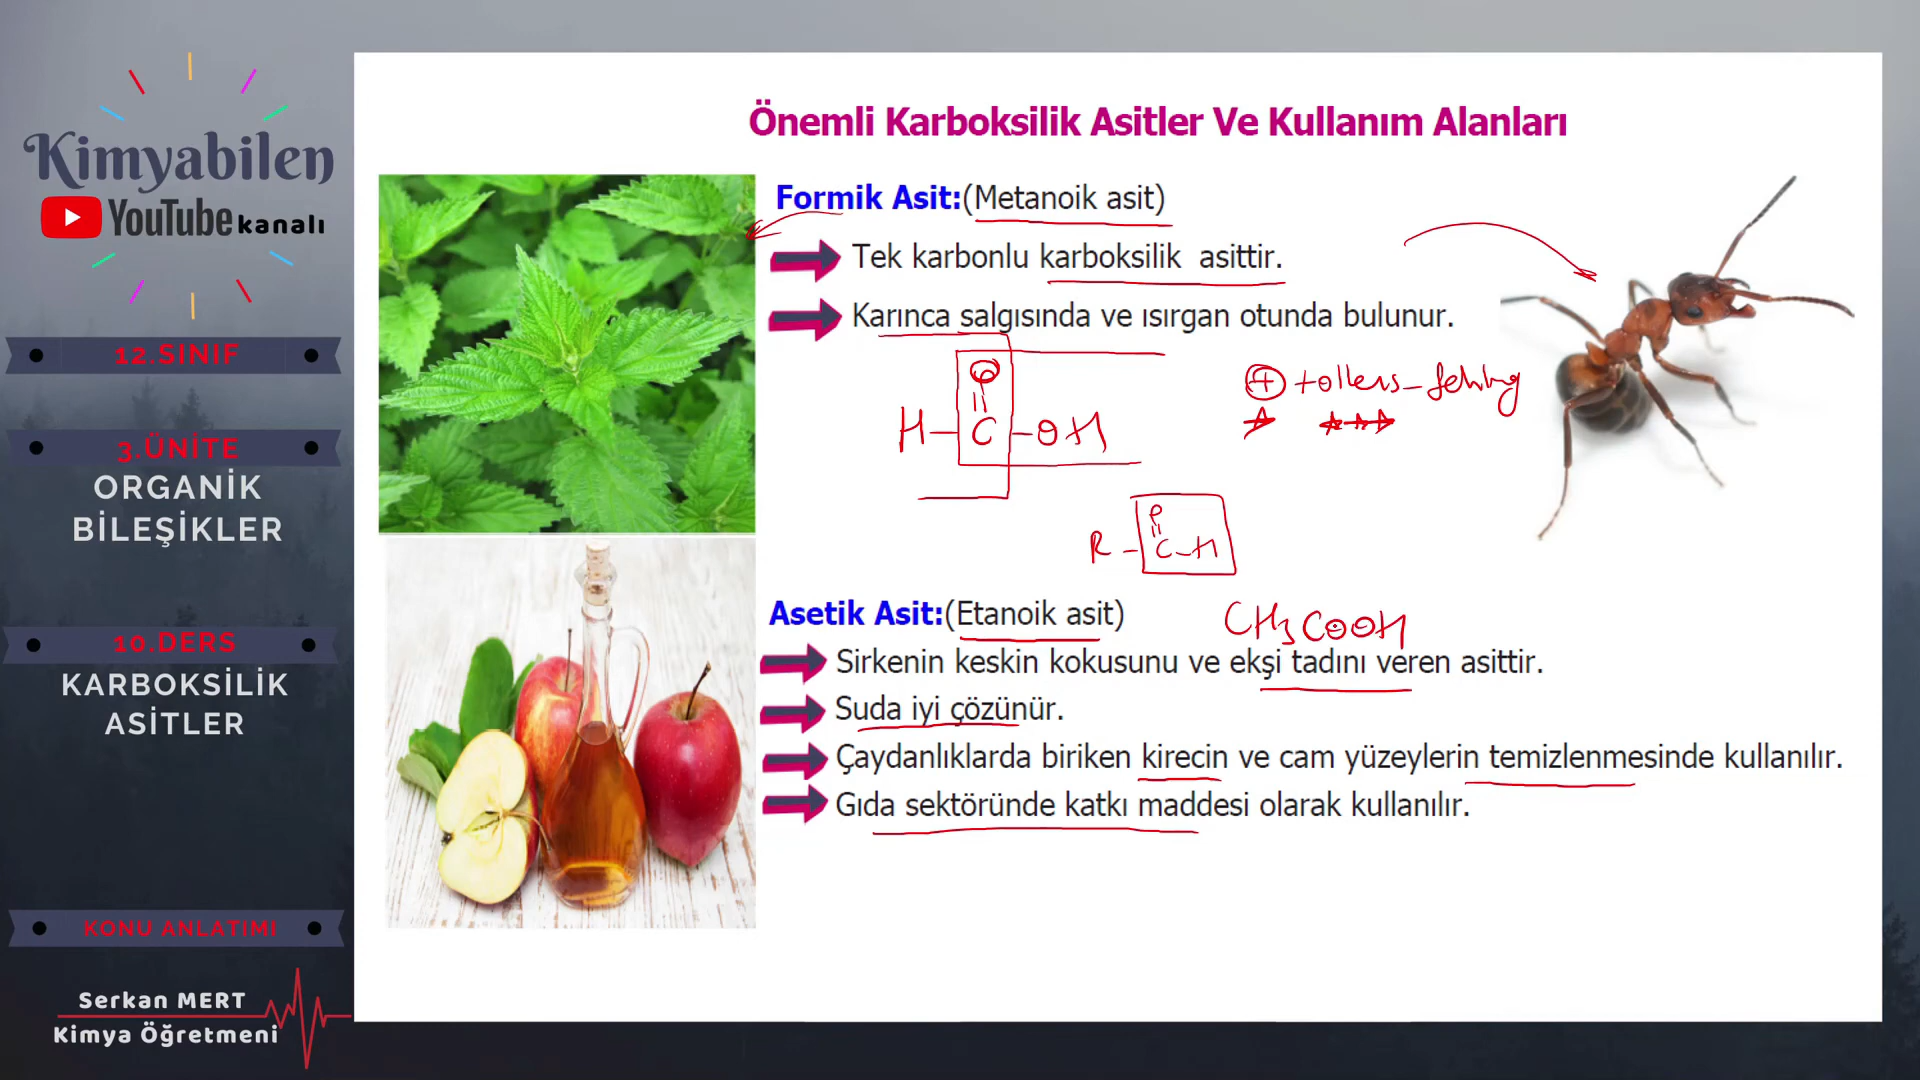 Kimyabilen
YouTube kanalı
12.SINIF
3.ÜNİTE
ORGANİK
BİLEŞİKLER
10.DERS
KARBOKSİLİK
ASİTLER
KONU ANLATIMI
Serkan MERT
Kimya Öğretmeni
Önemli Karboksilik Asitler Ve Kullanım Alanları
Formik Asit:(Metanoik asit)
Tek karbonlu karboksilik asittir.
Karınca salgısında ve ısırgan otunda bulunur.
+ tollens-fehling
O
H-C-OH
O
R-C-H
Asetik Asit:(Etanoik asit)
CH3COOH
Sirkenin keskin kokusunu ve ekşi tadını veren asittir.
Suda iyi çözünür.
Çaydanlıklarda biriken kirecin ve cam yüzeylerin temizlenmesinde kullanılır.
Gıda sektöründe katkı maddesi olarak kullanılır.